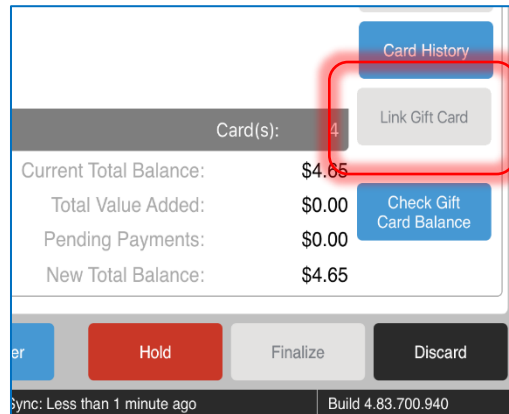 Card History
Link Gift Card
Card(s): 4
Current Total Balance: $4.65
Total Value Added: $0.00
Check Gift
Card Balance
Pending Payments: $0.00
New Total Balance: $4.65
er Hold Finalize Discard
Sync: Less than 1 minute ago Build 4.83.700.940